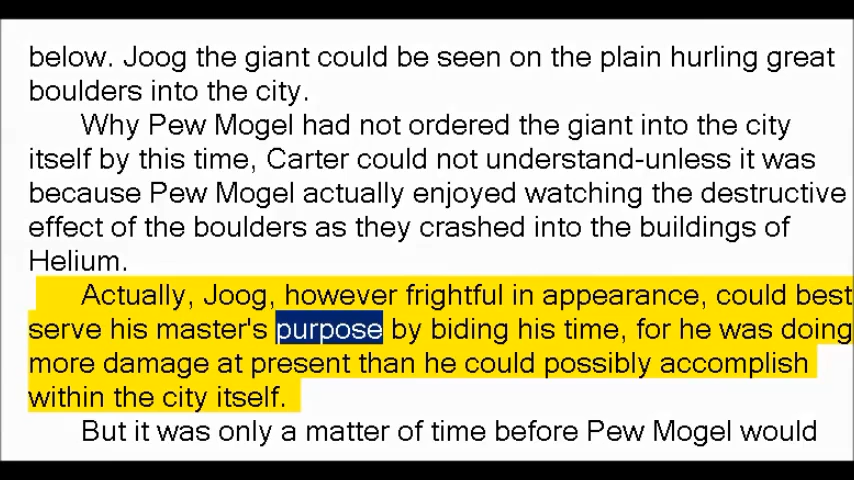 below. Joog the giant could be seen on the plain hurling great
boulders into the city.
Why Pew Mogel had not ordered the giant into the city
itself by this time, Carter could not understand-unless it was
because Pew Mogel actually enjoyed watching the destructive
effect of the boulders as they crashed into the buildings of
Helium.
Actually, Joog, however frightful in appearance, could best
serve his master's purpose by biding his time, for he was doing
more damage at present than he could possibly accomplish
within the city itself.
But it was only a matter of time before Pew Mogel would